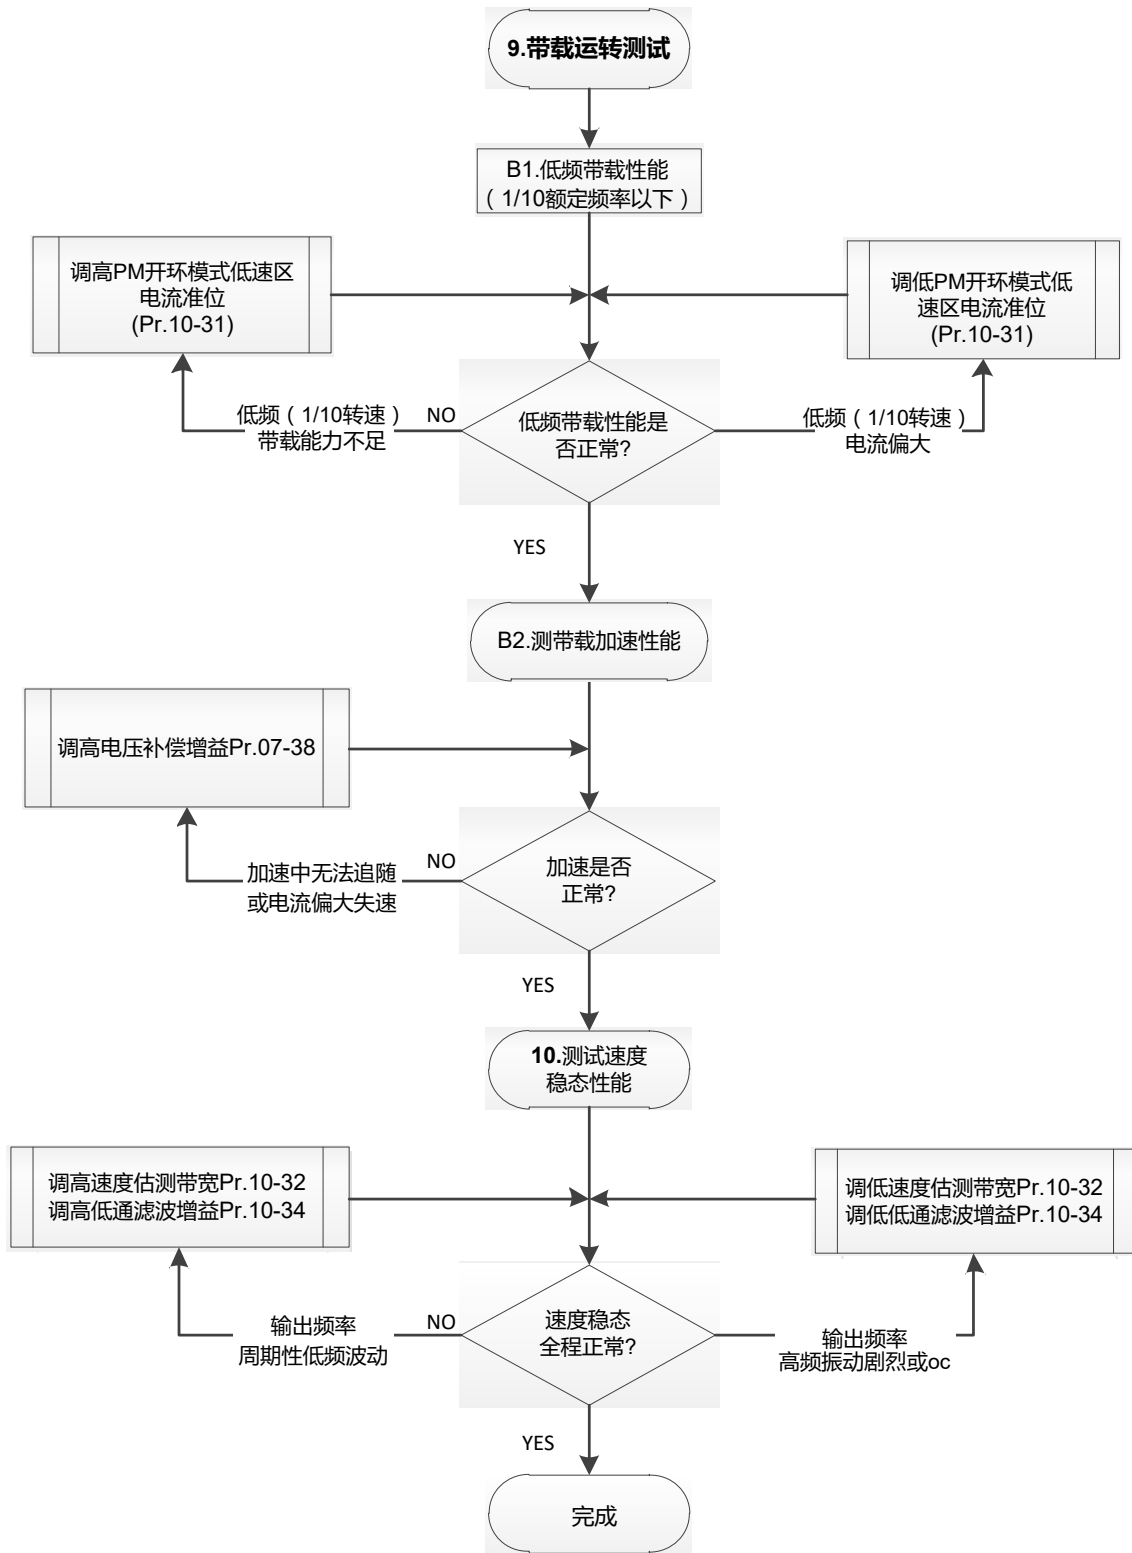 9.带载运转测试
B1.低频带载性能
（1/10额定频率以下）
调高PM开环模式低速区
电流准位
(Pr.10-31)
调低PM开环模式低
速区电流准位
(Pr.10-31)
低频（1/10转速）
带载能力不足
NO
低频带载性能是
否正常?
低频（1/10转速）
电流偏大
YES
B2.测带载加速性能
调高电压补偿增益Pr.07-38
加速中无法追随
或电流偏大失速
NO
加速是否
正常?
YES
10.测试速度
稳态性能
调高速度估测带宽Pr.10-32
调高低通滤波增益Pr.10-34
调低速度估测带宽Pr.10-32
调低低通滤波增益Pr.10-34
输出频率
周期性低频波动
NO
速度稳态
全程正常?
输出频率
高频振动剧烈或oc
YES
完成